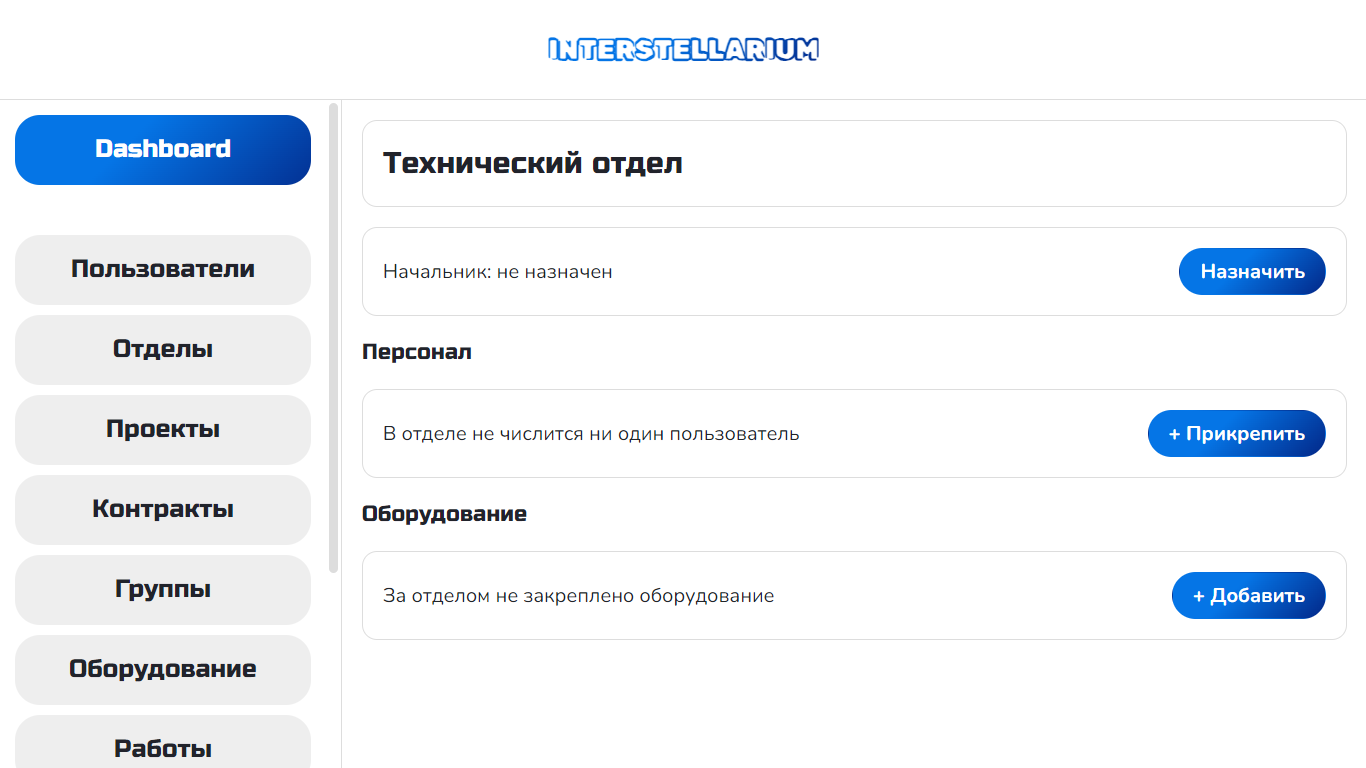 INTERSTELLARIUM
Dashboard
Пользователи
Отделы
Проекты
Контракты
Группы
Оборудование
Работы
Технический отдел
Начальник: не назначен
Назначить
Персонал
В отделе не числится ни один пользователь
+ Прикрепить
Оборудование
За отделом не закреплено оборудование
+ Добавить